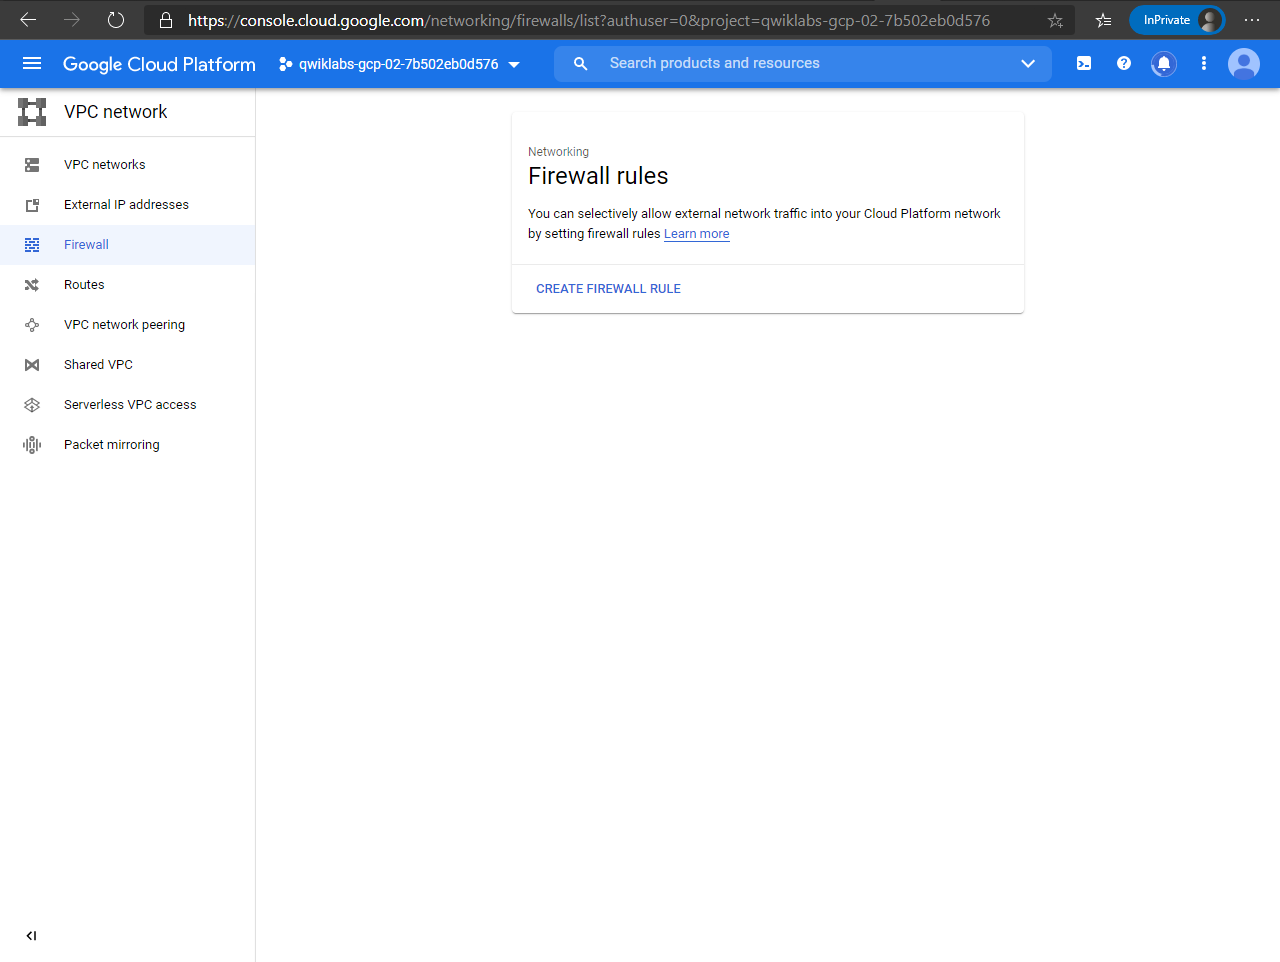 https://console.cloud.google.com/networking/firewalls/list?authuser=0&project=qwiklabs-gcp-02-7b502eb0d576
InPrivate
Google Cloud Platform
qwiklabs-gcp-02-7b502eb0d576
Search products and resources
VPC network
VPC networks
External IP addresses
Firewall
Routes
VPC network peering
Shared VPC
Serverless VPC access
Packet mirroring
Networking
Firewall rules
You can selectively allow external network traffic into your Cloud Platform network
by setting firewall rules Learn more
CREATE FIREWALL RULE